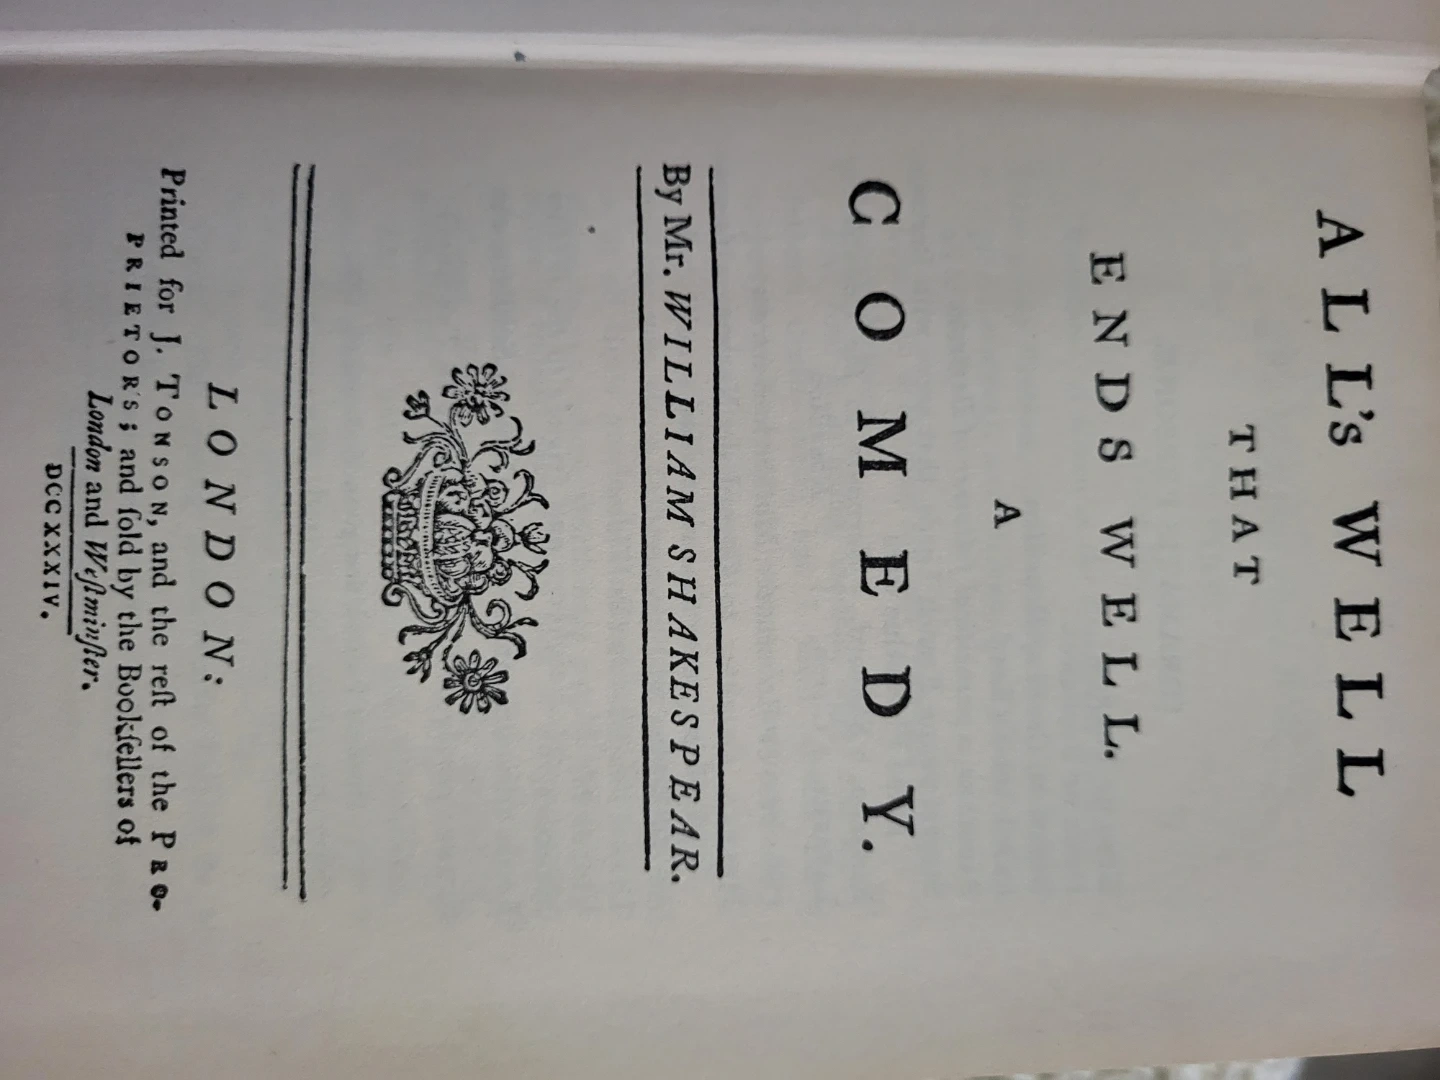 ALL's WELL
THAT
ENDS WELL.
A
COMEDY.
By Mr. WILLIAM SHAKESPEAR.
LONDON:
Printed for J. TONSON, and the reſt of the PRO-
PRIETORS; and ſold by the Bookſellers of
London and Weſtminſter.
DCCXXXIV.